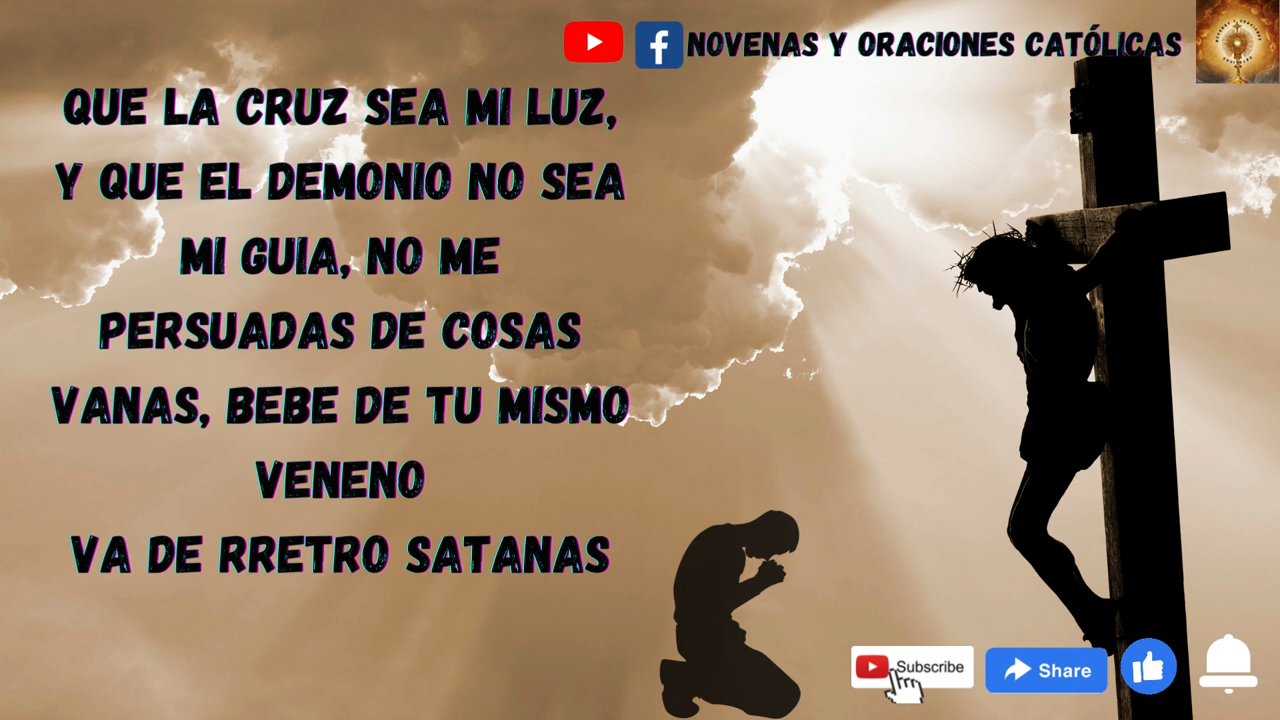 NOVENAS Y ORACIONES CATÓLICAS
QUE LA CRUZ SEA MI LUZ,
Y QUE EL DEMONIO NO SEA
MI GUIA, NO ME
PERSUADAS DE COSAS
VANAS, BEBE DE TU MISMO
VENENO
VA DE RRETRO SATANAS
Subscribe
Share